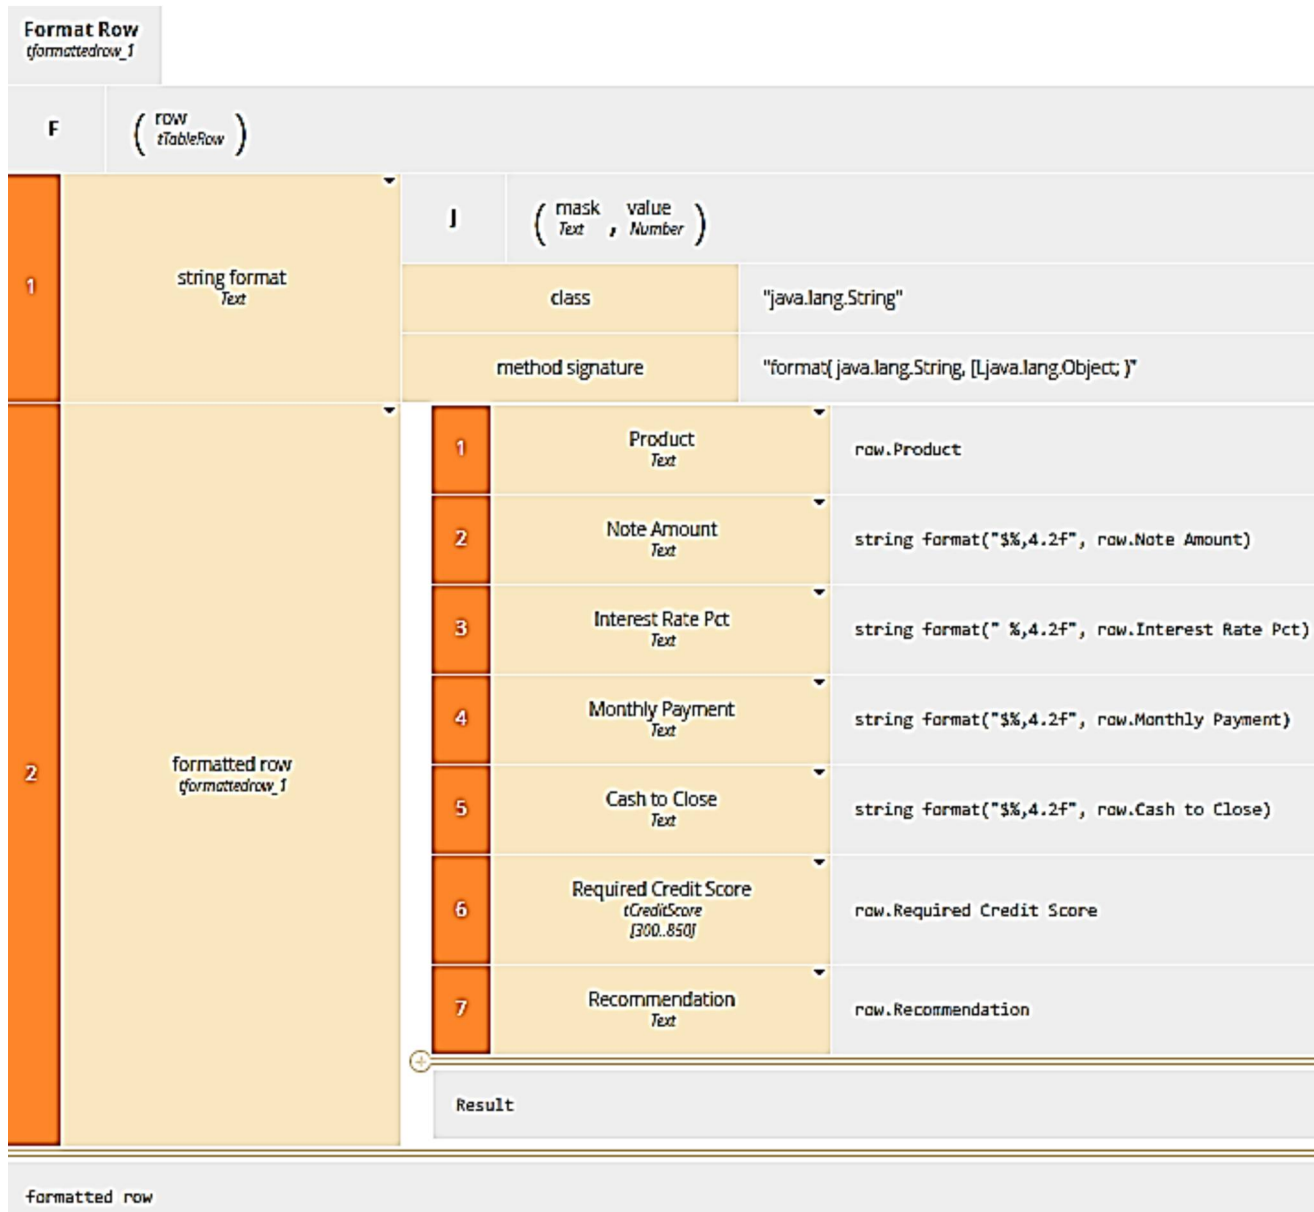 Format Row
tformattedrow_1
F ( row )
tTableRow
1
string format
Text
J ( mask , value )
Text Number
class "java.lang.String"
method signature "format( java.lang.String, [Ljava.lang.Object; )"
2
formatted row
tformattedrow_1
1 Product row.Product
Text
2 Note Amount string format("$%,4.2f", row.Note Amount)
Text
3 Interest Rate Pct string format(" %,4.2f", row.Interest Rate Pct)
Text
4 Monthly Payment string format("$%,4.2f", row.Monthly Payment)
Text
5 Cash to Close string format("$%,4.2f", row.Cash to Close)
Text
6 Required Credit Score row.Required Credit Score
tCreditScore
[300..850]
7 Recommendation row.Recommendation
Text
Result
formatted row